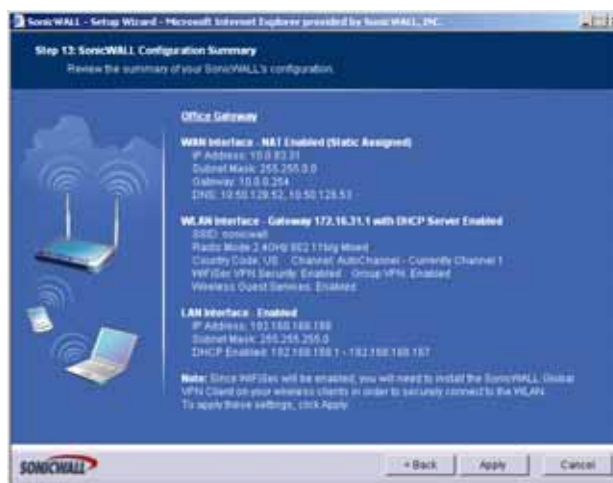 SonicWALL - Setup Wizard - Microsoft Internet Explorer provided by SonicWALL, INC.
Step 13: SonicWALL Configuration Summary
Review the summary of your SonicWALL's configuration.
Office Gateway
WAN Interface - NAT Enabled (Static Assigned)
IP Address: 10.0.93.31
Subnet Mask: 255.255.0.0
Gateway: 10.0.0.254
DNS: 10.50.128.52, 10.50.128.53
WLAN Interface - Gateway 172.16.31.1 with DHCP Server Enabled
SSID: sonicwall
Radio Mode: 2.4GHz 802.11b/g Mixed
Country Code: US Channel: AutoChannel - Currently Channel 1
WiFiSec VPN Security: Enabled Group VPN: Enabled
Wireless Guest Services: Enabled
LAN Interface - Enabled
IP Address: 192.168.168.168
Subnet Mask: 255.255.255.0
DHCP Enabled: 192.168.168.1 - 192.168.168.167
Note: Since WiFiSec will be enabled, you will need to install the SonicWALL Global
VPN Client on your wireless clients in order to securely connect to the WLAN.
To apply these settings, click Apply.
SONICWALL
< Back
Apply
Cancel